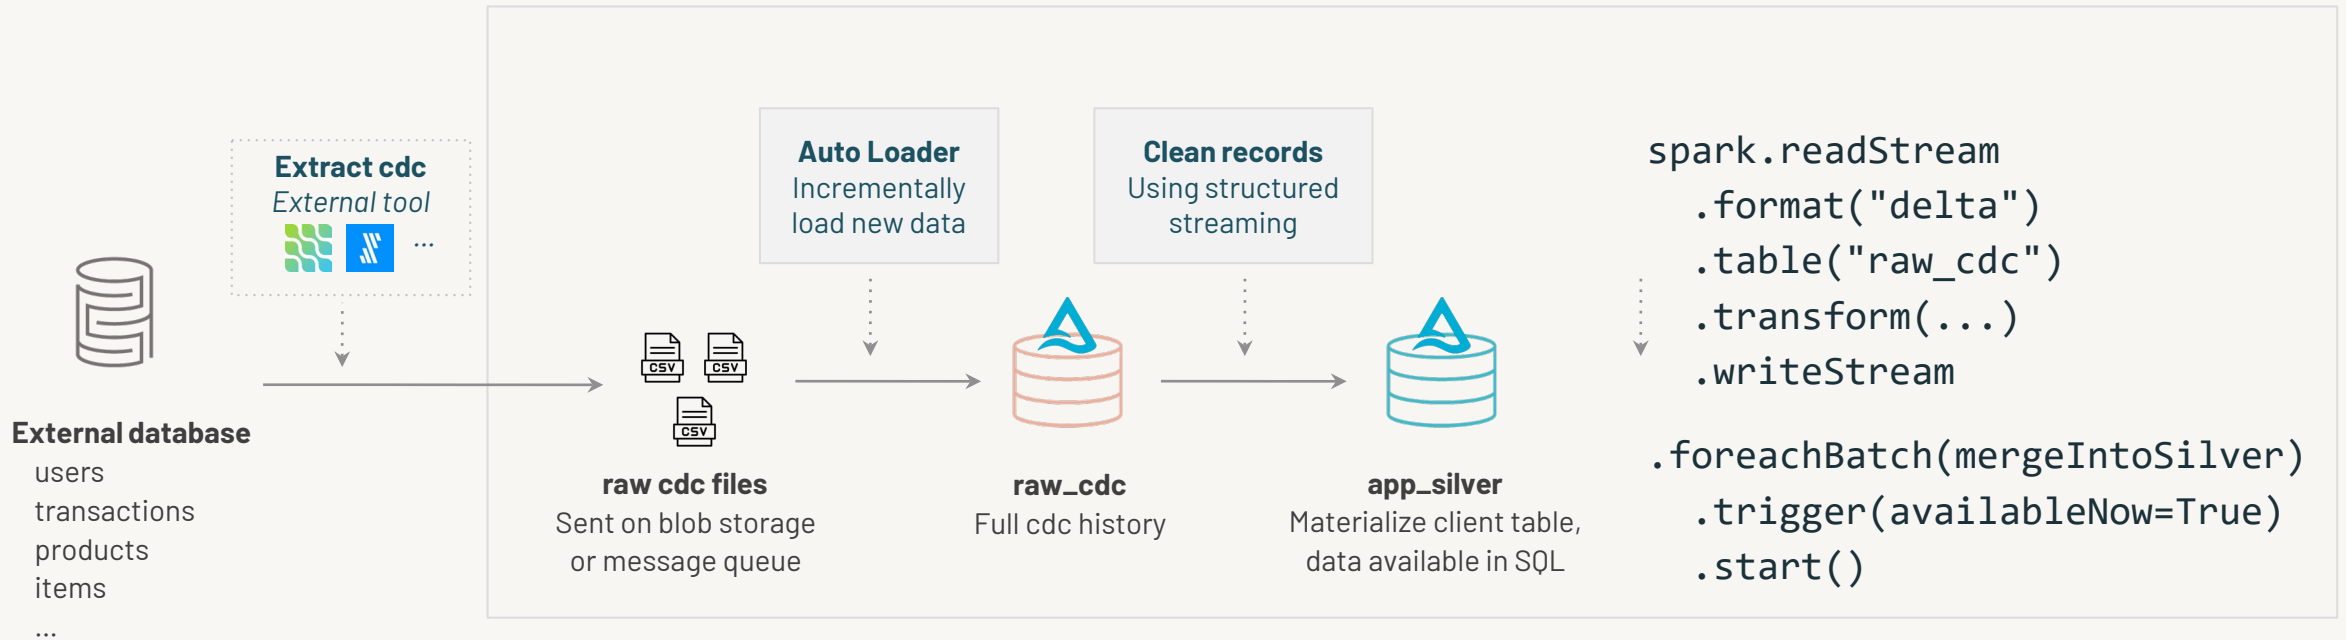 Extract cdc
External tool
...
External database
users
transactions
products
items
...
CSV
CSV
CSV
raw cdc files
Sent on blob storage
or message queue
Auto Loader
Incrementally
load new data
raw_cdc
Full cdc history
Clean records
Using structured
streaming
app_silver
Materialize client table,
data available in SQL
spark.readStream
.format("delta")
.table("raw_cdc")
.transform(...)
.writeStream
.foreachBatch(mergeIntoSilver)
.trigger(availableNow=True)
.start()